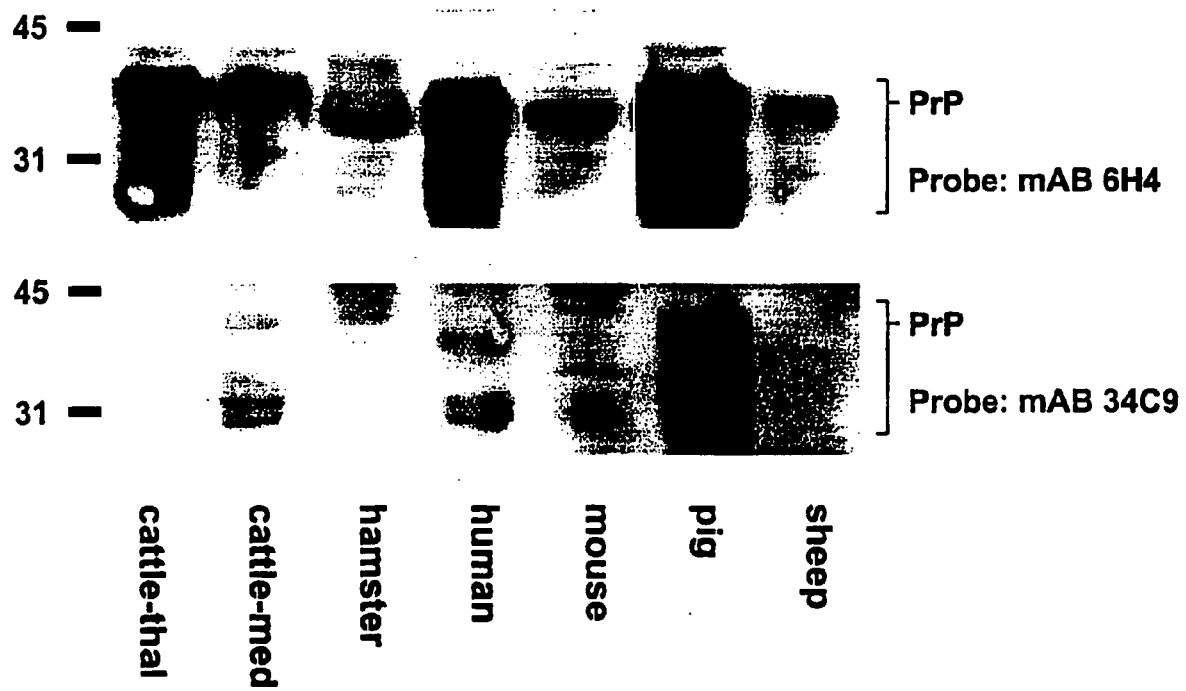 45
PrP
31
Probe: mAB 6H4
45
PrP
31
Probe: mAB 34C9
cattle-thal
cattle-med
hamster
human
mouse
pig
sheep